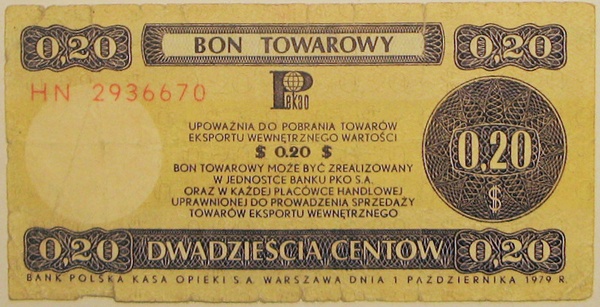 0,20 BON TOWAROWY 0,20
HN 2936670
Pekao
UPOWAŻNIA DO POBRANIA TOWARÓW
EKSPORTU WEWNĘTRZNEGO WARTOŚCI
$ 0.20 $
BON TOWAROWY MOŻE BYĆ ZREALIZOWANY
W JEDNOSTCE BANKU PKO S.A.
ORAZ W KAŻDEJ PLACÓWCE HANDLOWEJ
UPRAWNIONEJ DO PROWADZENIA SPRZEDAŻY
TOWARÓW EKSPORTU WEWNĘTRZNEGO
0,20
$
0,20 DWADZIEŚCIA CENTÓW 0,20
BANK POLSKA KASA OPIEKI S.A. WARSZAWA DNIA 1 PAŹDZIERNIKA 1979 R.